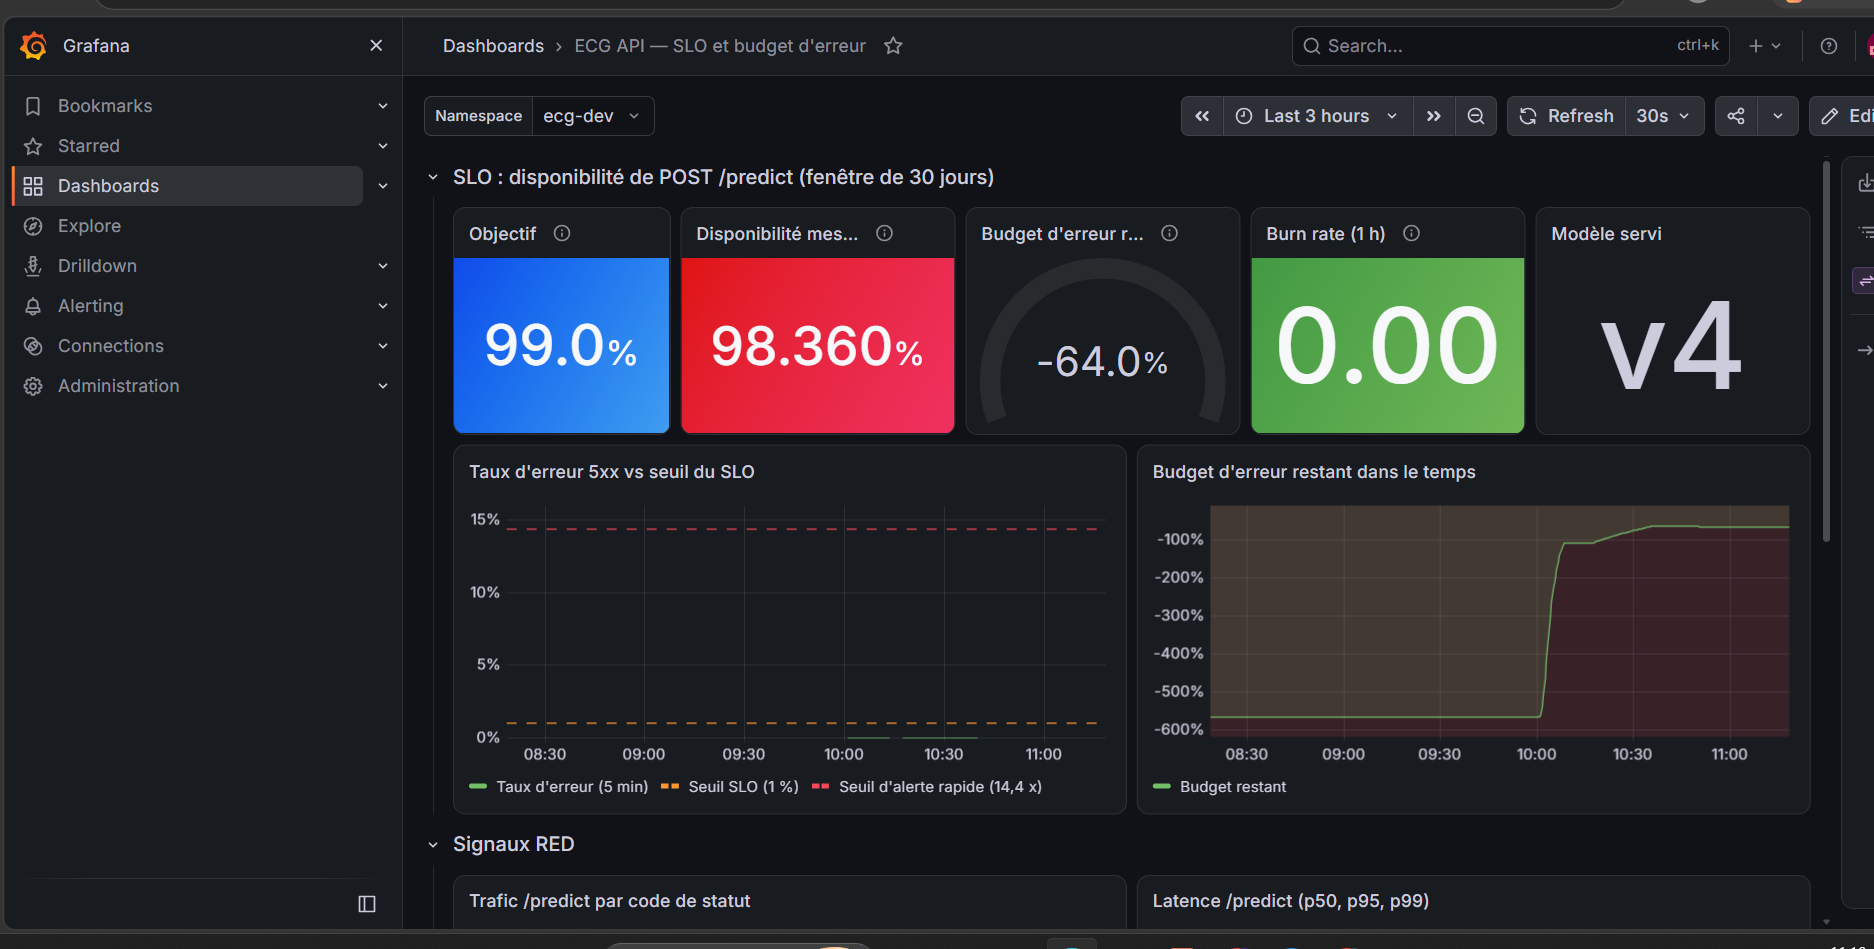 Grafana
Dashboards › ECG API — SLO et budget d'erreur
Search...
ctrl+k
Bookmarks
Starred
Dashboards
Explore
Drilldown
Alerting
Connections
Administration
Namespace
ecg-dev
Last 3 hours
Refresh
30s
Edi
SLO : disponibilité de POST /predict (fenêtre de 30 jours)
Objectif
99.0%
Disponibilité mes...
98.360%
Budget d'erreur r...
-64.0%
Burn rate (1 h)
0.00
Modèle servi
v4
Taux d'erreur 5xx vs seuil du SLO
15%
10%
5%
0%
08:30 09:00 09:30 10:00 10:30 11:00
Taux d'erreur (5 min) Seuil SLO (1 %) Seuil d'alerte rapide (14,4 x)
Budget d'erreur restant dans le temps
-100%
-200%
-300%
-400%
-500%
-600%
08:30 09:00 09:30 10:00 10:30 11:00
Budget restant
Signaux RED
Trafic /predict par code de statut
Latence /predict (p50, p95, p99)